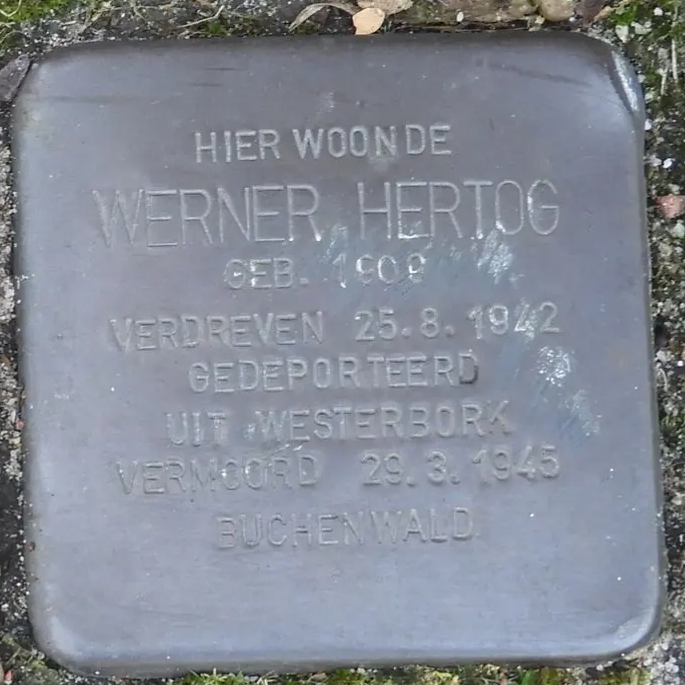 HIER WOONDE
WERNER HERTOG
GEB. 1909
VERDREVEN 25.8.1942
GEDEPORTEERD
UIT WESTERBORK
VERMOORD 29.3.1945
BUCHENWALD